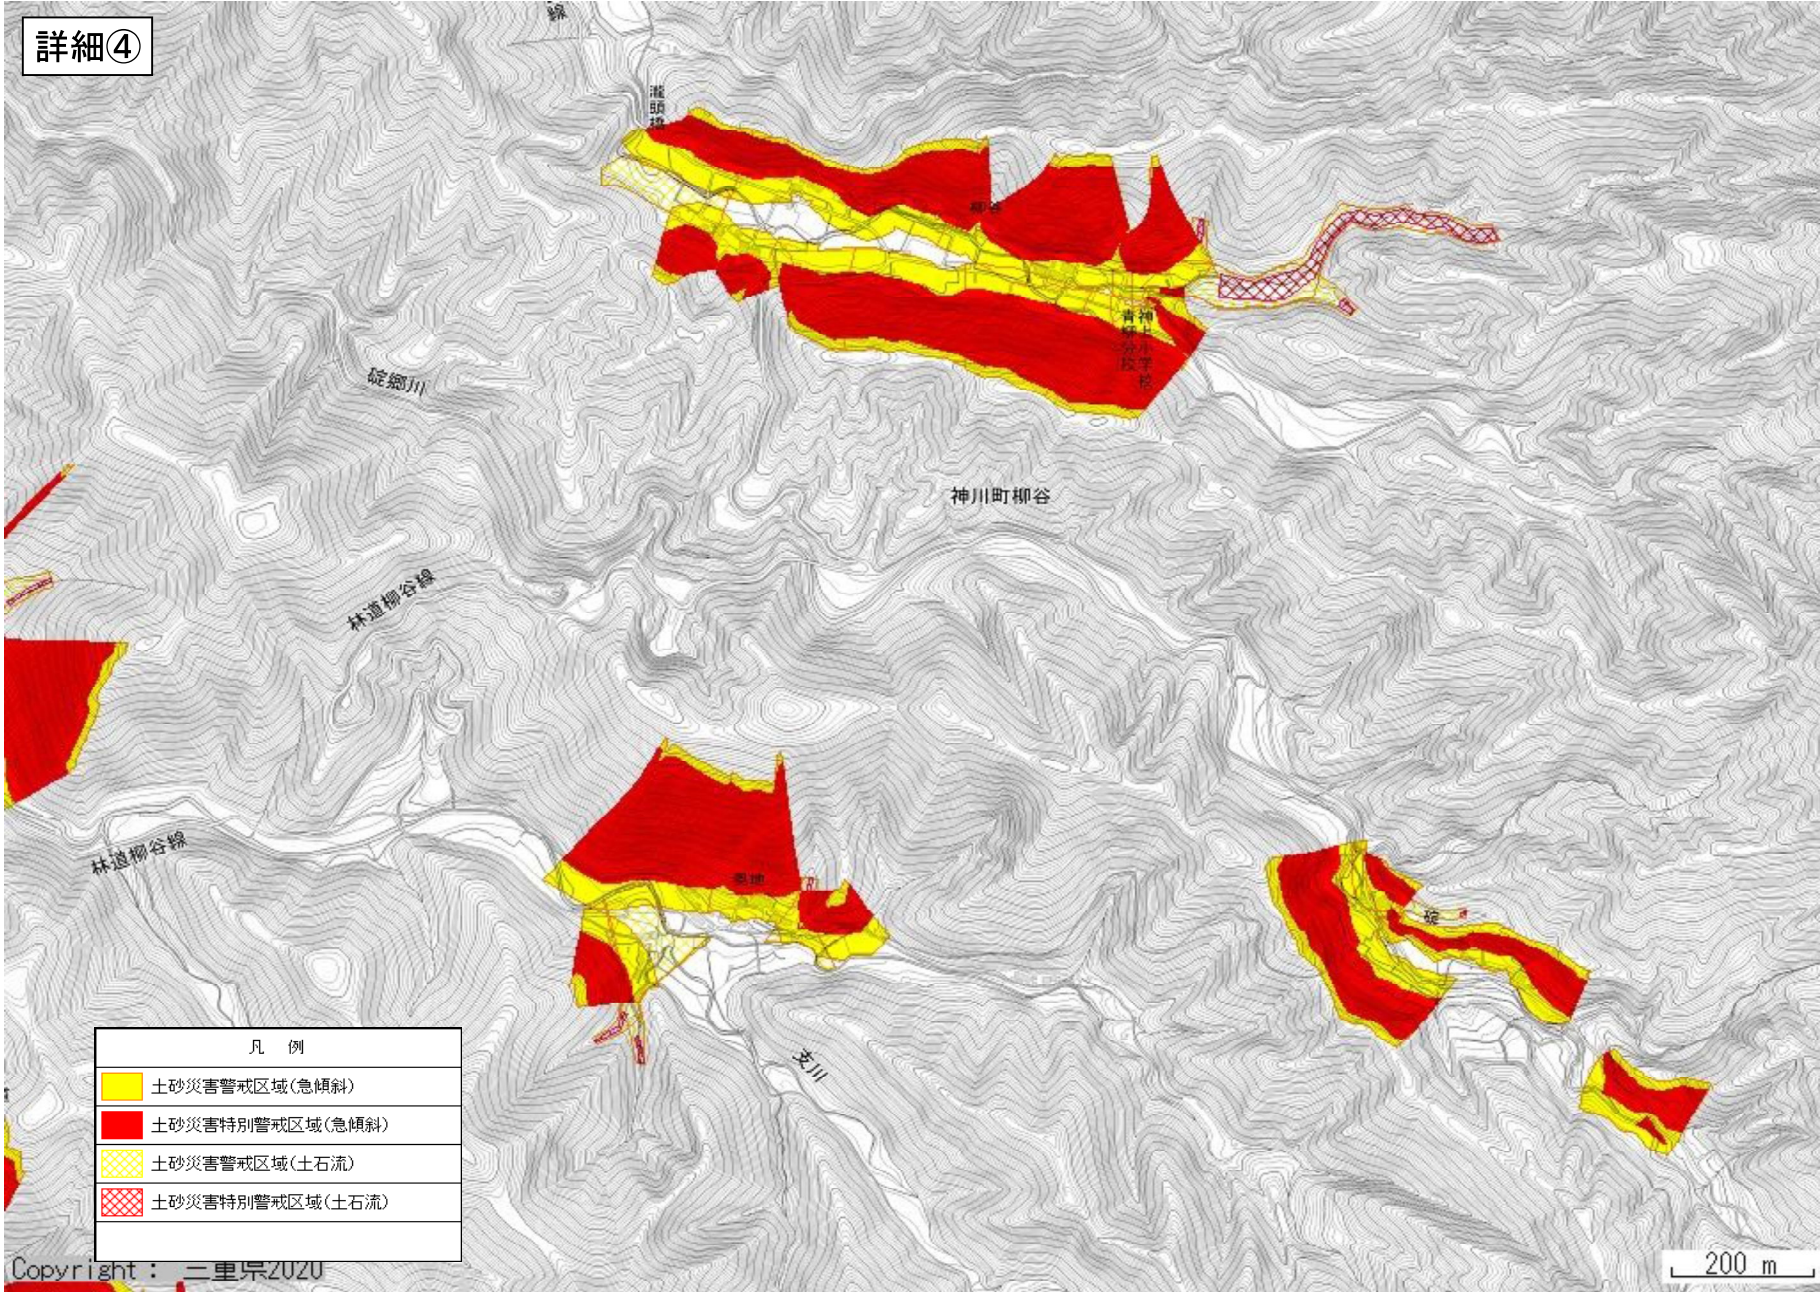 詳細④
線
瀧頭橋
柳谷
神上小学校
青柳分校
碇郷川
神川町柳谷
林道柳谷線
林道柳谷線
碇
支川
凡 例
土砂災害警戒区域(急傾斜)
土砂災害特別警戒区域(急傾斜)
土砂災害警戒区域(土石流)
土砂災害特別警戒区域(土石流)
Copyright : 三重県2020
200 m